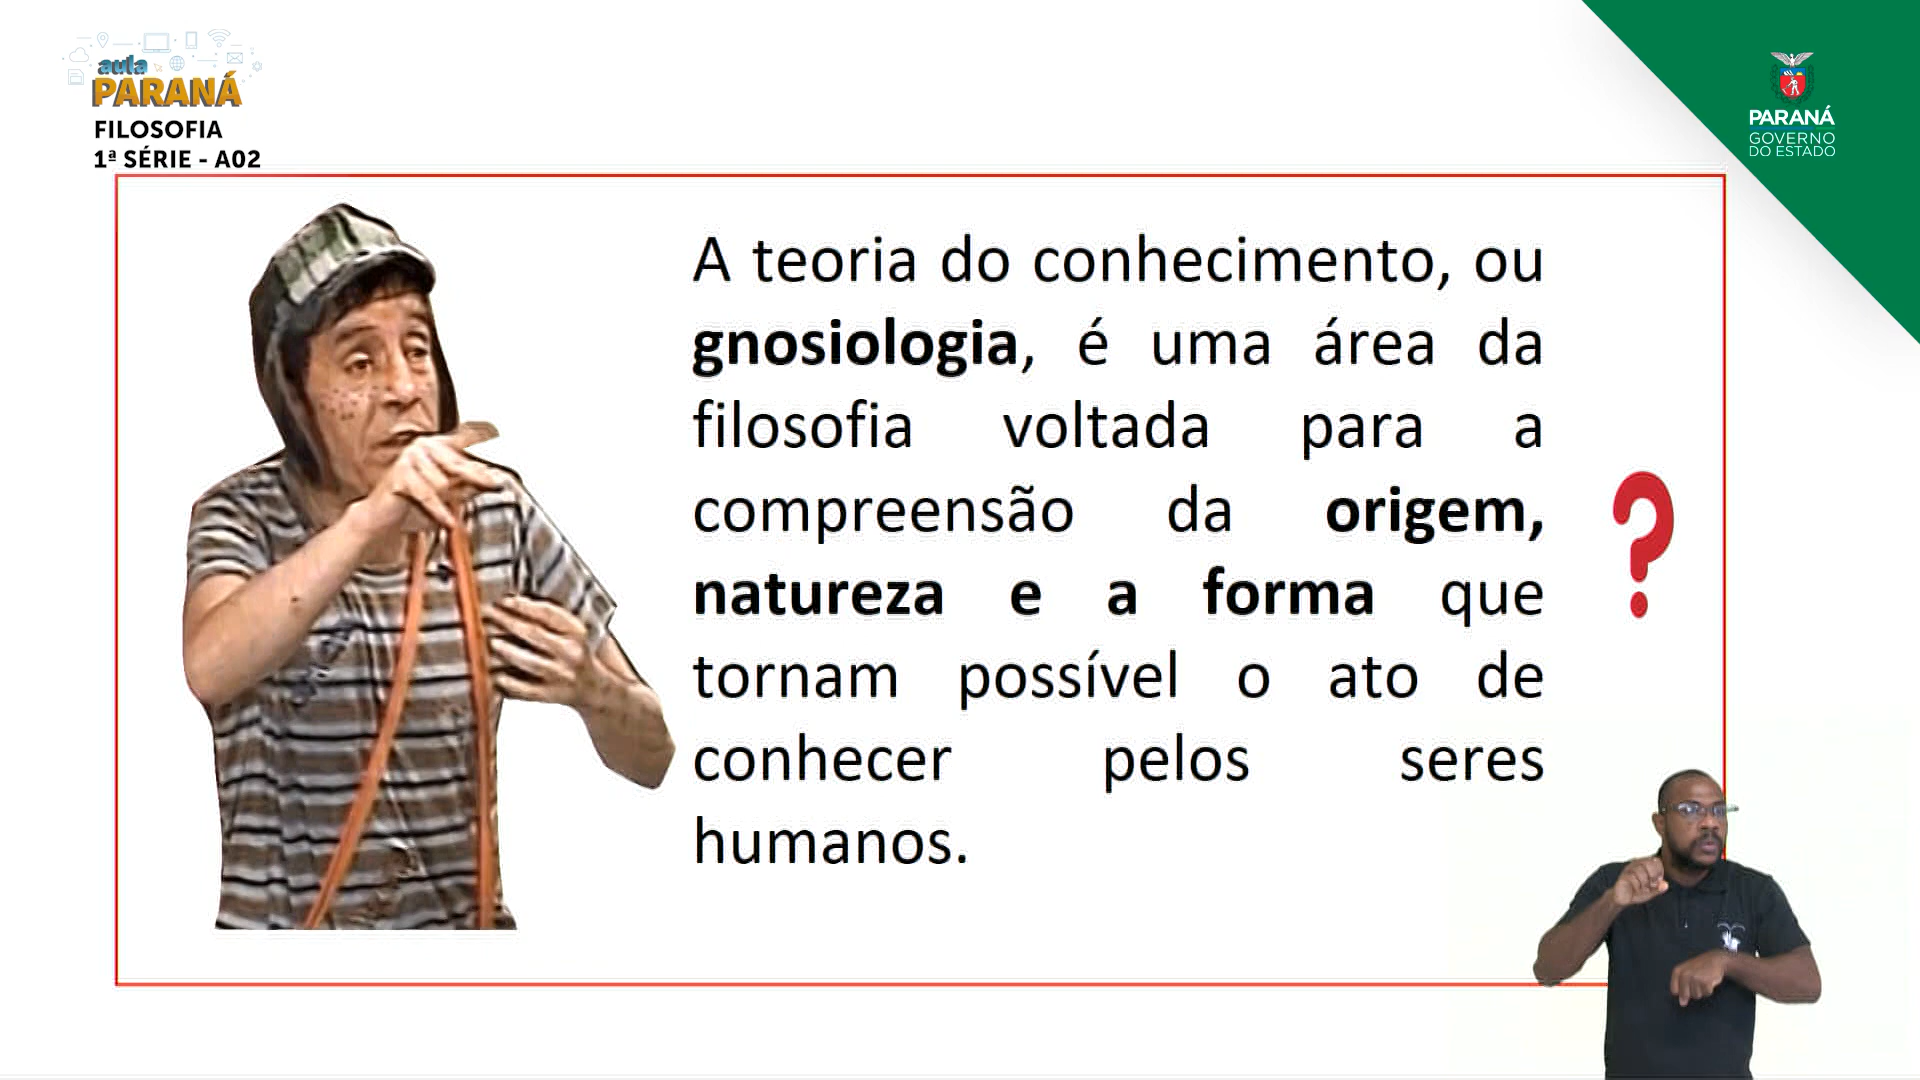 aula
PARANÁ
FILOSOFIA
1ª SÉRIE - A02
PARANÁ
GOVERNO
DO ESTADO
A teoria do conhecimento, ou
gnosiologia, é uma área da
filosofia voltada para a
compreensão da origem,
natureza e a forma que
tornam possível o ato de
conhecer pelos seres
humanos.
?